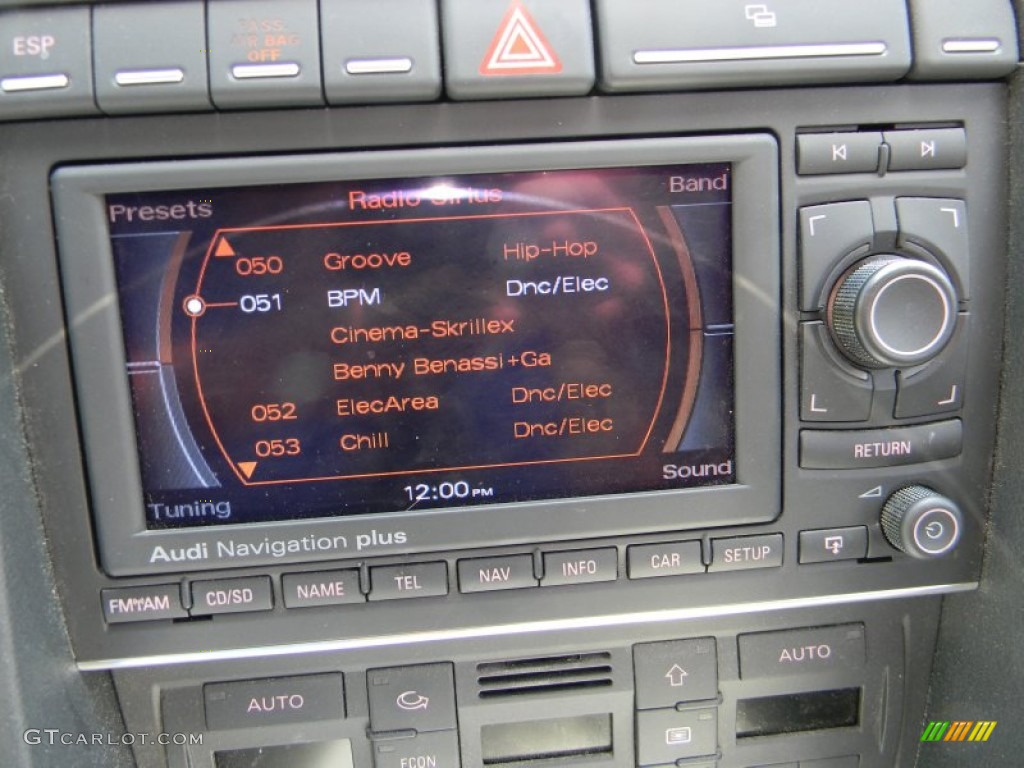 ESP
PASS
AIR BAG
OFF
Radio Sirius
Presets
Band
050 Groove Hip-Hop
051 BPM Dnc/Elec
Cinema-Skrillex
Benny Benassi+Ga
052 ElecArea Dnc/Elec
053 Chill Dnc/Elec
Tuning
12:00 PM
Sound
RETURN
Audi Navigation plus
FM/AM CD/SD NAME TEL NAV INFO CAR SETUP
AUTO
AUTO
ECON
GTCARLOT.COM